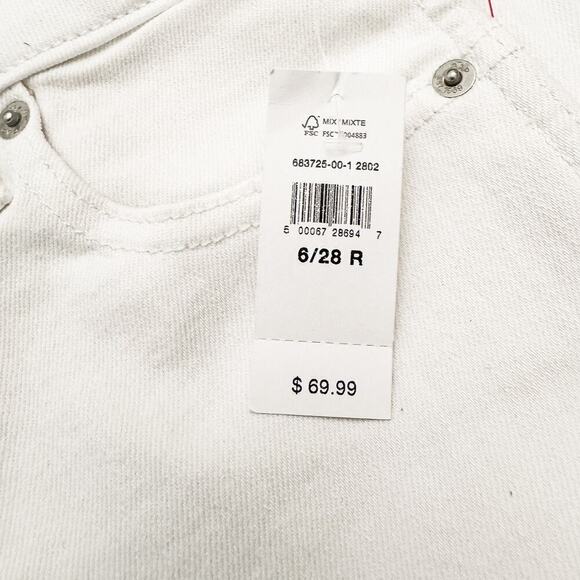 MIX MIXTE
FSC
683725-00-1 2802
5 00067 28694 7
6/28 R
$ 69.99